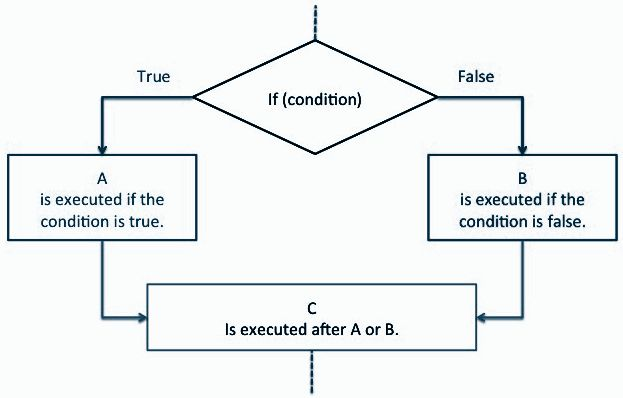 True
False
If (condition)
A
is executed if the
condition is true.
B
is executed if the
condition is false.
C
Is executed after A or B.